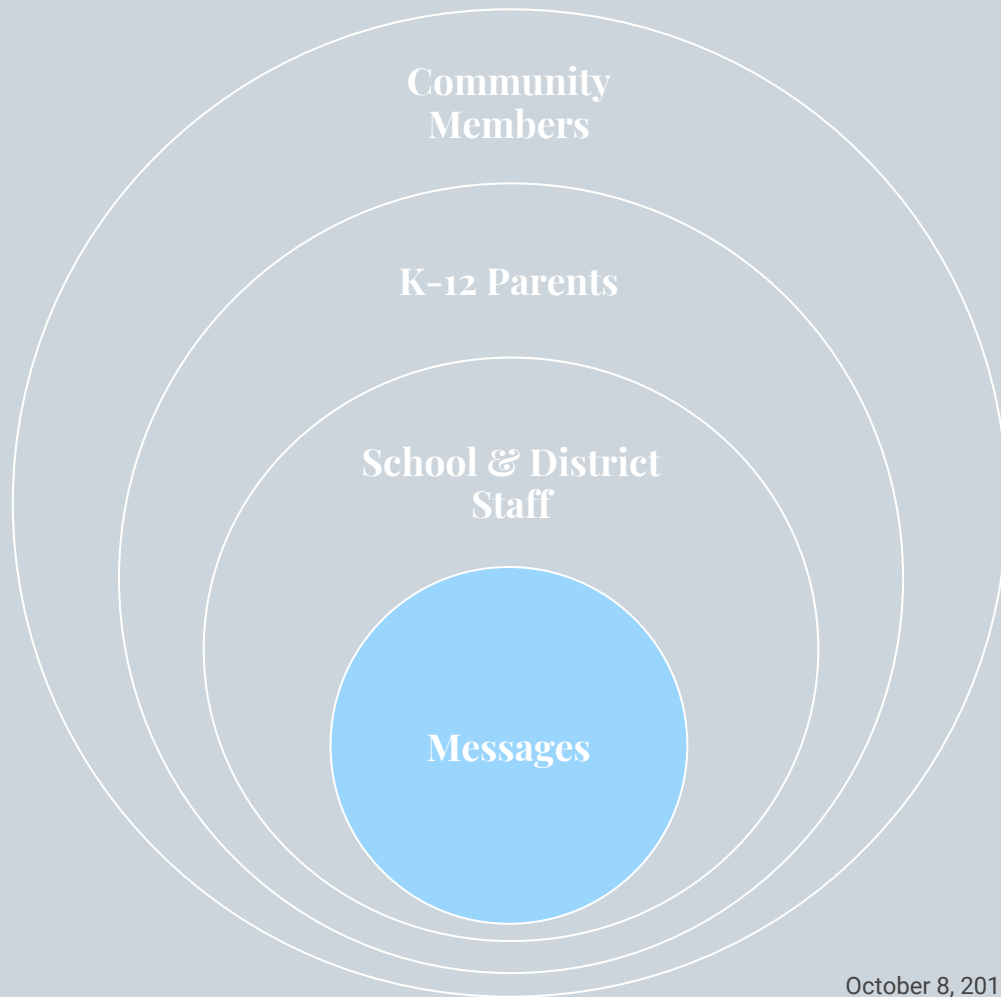 Community
Members
K-12 Parents
School & District
Staff
Messages
October 8, 201